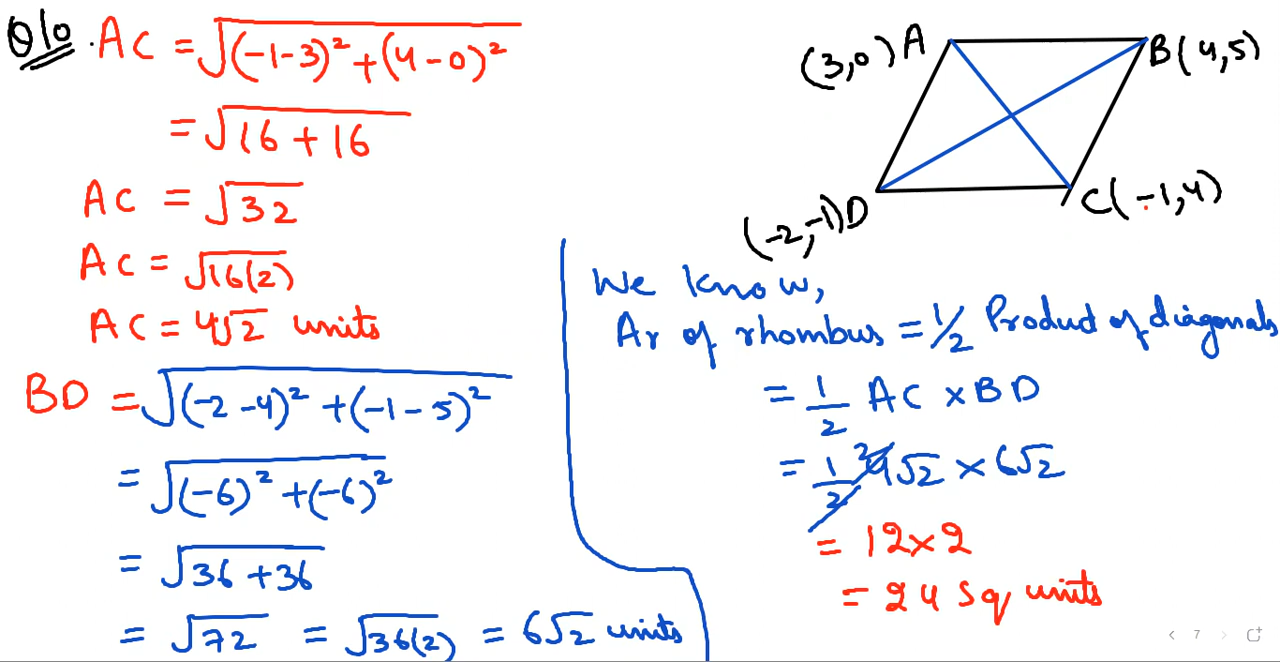 Q10. AC = √(-1-3)² + (4-0)²
= √16 + 16
AC = √32
AC = √16(2)
AC = 4√2 units
BD = √(-2-4)² + (-1-5)²
= √(-6)² + (-6)²
= √36 + 36
= √72 = √36(2) = 6√2 units
(3,0) A
B(4,5)
C(-1,4)
(-2,-1)D
We know,
Ar of rhombus = 1/2 Product of diagonals
= 1/2 AC × BD
= 1/2 ² 4√2 × 6√2
= 12×2
= 24 sq units
< 7 >